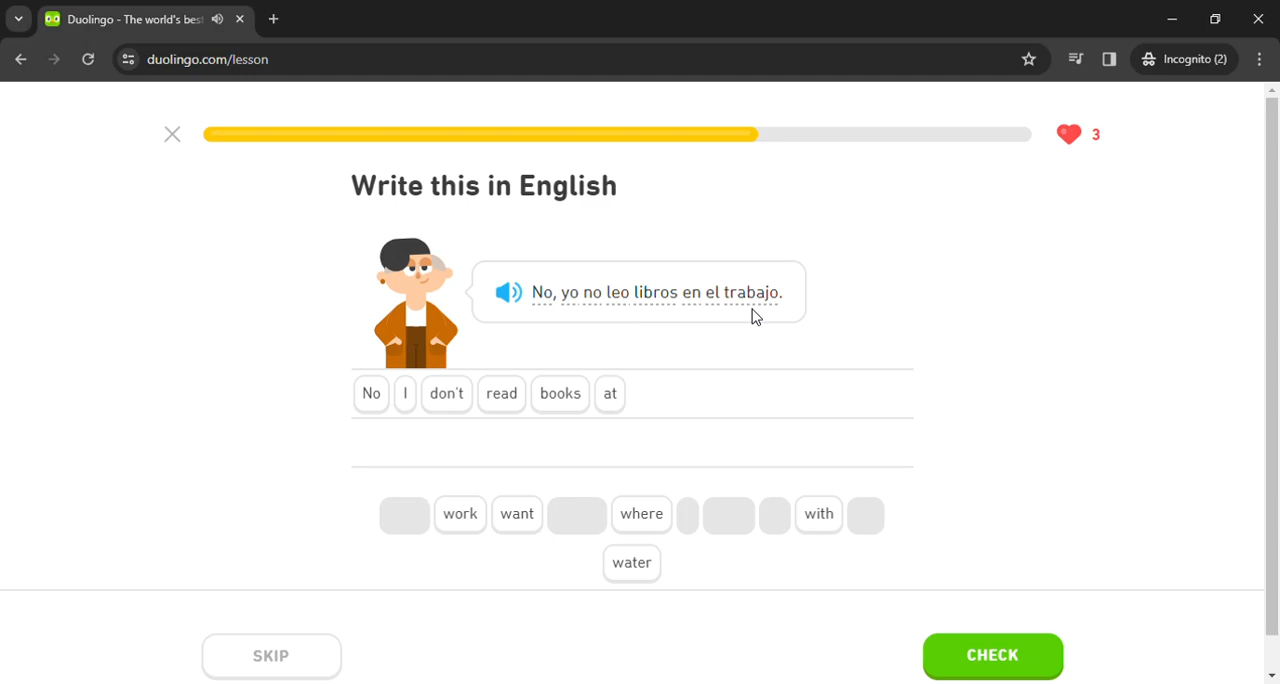 Duolingo - The world's bes
duolingo.com/lesson
Incognito (2)
3
Write this in English
No, yo no leo libros en el trabajo.
No I don't read books at
work want where with
water
SKIP
CHECK